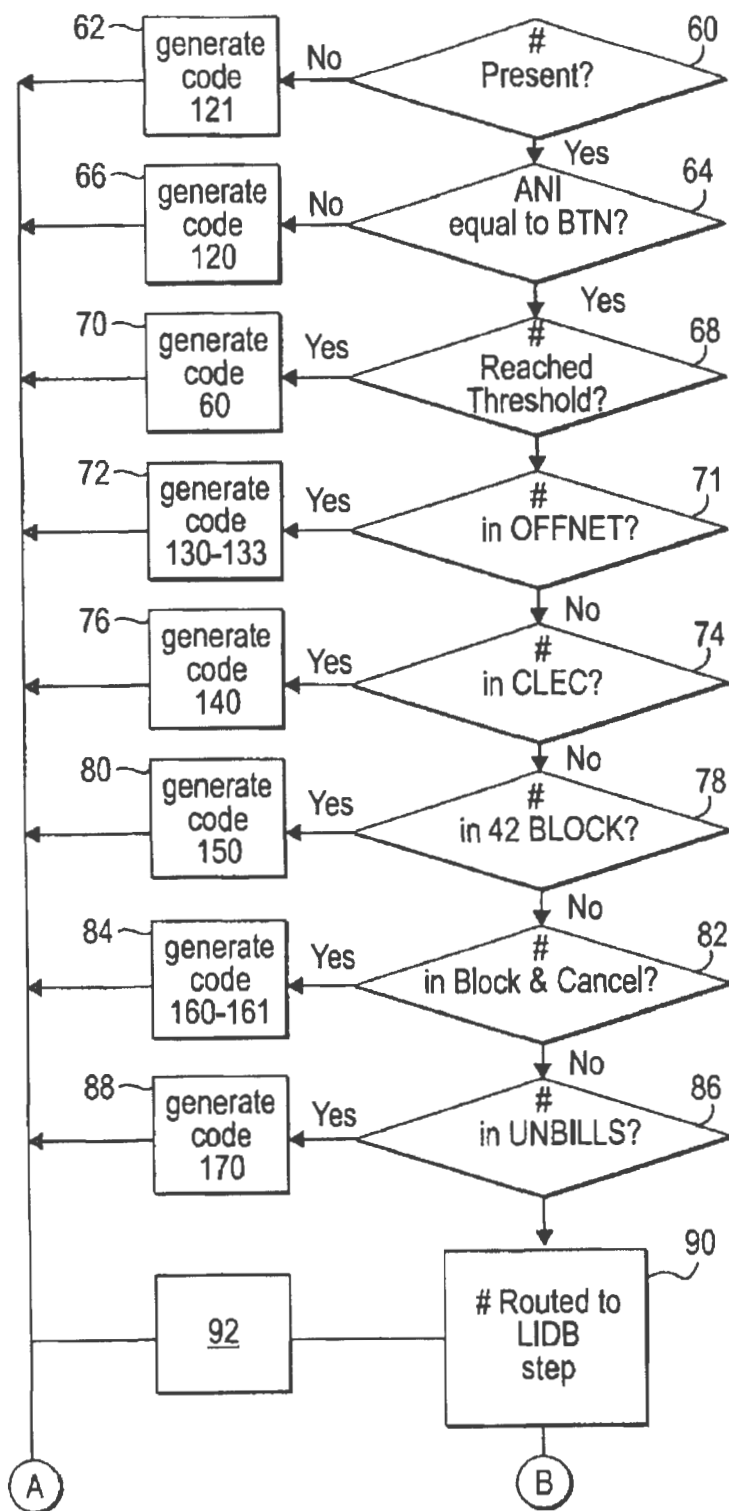 62
generate
code
121
No
#
Present?
60
Yes
66
generate
code
120
No
ANI
equal to BTN?
64
Yes
70
generate
code
60
Yes
#
Reached
Threshold?
68
72
generate
code
130-133
Yes
#
in OFFNET?
71
No
76
generate
code
140
Yes
#
in CLEC?
74
No
80
generate
code
150
Yes
#
in 42 BLOCK?
78
No
84
generate
code
160-161
Yes
#
in Block & Cancel?
82
No
88
generate
code
170
Yes
#
in UNBILLS?
86
92
# Routed to
LIDB
step
90
A
B